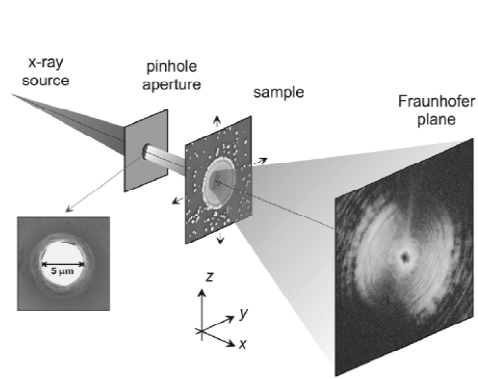 x-ray
source
pinhole
aperture
sample
Fraunhofer
plane
5 µm
z
y
x